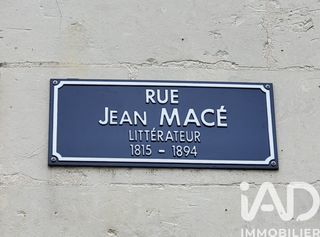 RUE
JEAN MACÉ
LITTÉRATEUR
1815 - 1894
iAD
IMMOBILIER